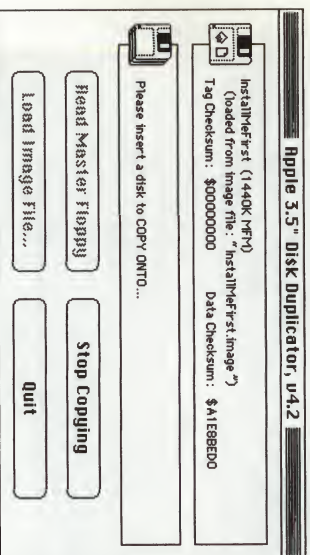 Apple 3.5" Disk Duplicator, v4.2
InstallMeFirst (1440K MFM)
(loaded from image file: "InstallMeFirst.image")
Tag Checksum: $00000000 Data Checksum: $A1E8BED0
Please insert a disk to COPY ONTO...
Read Master Floppy
Stop Copying
Load Image File...
Quit